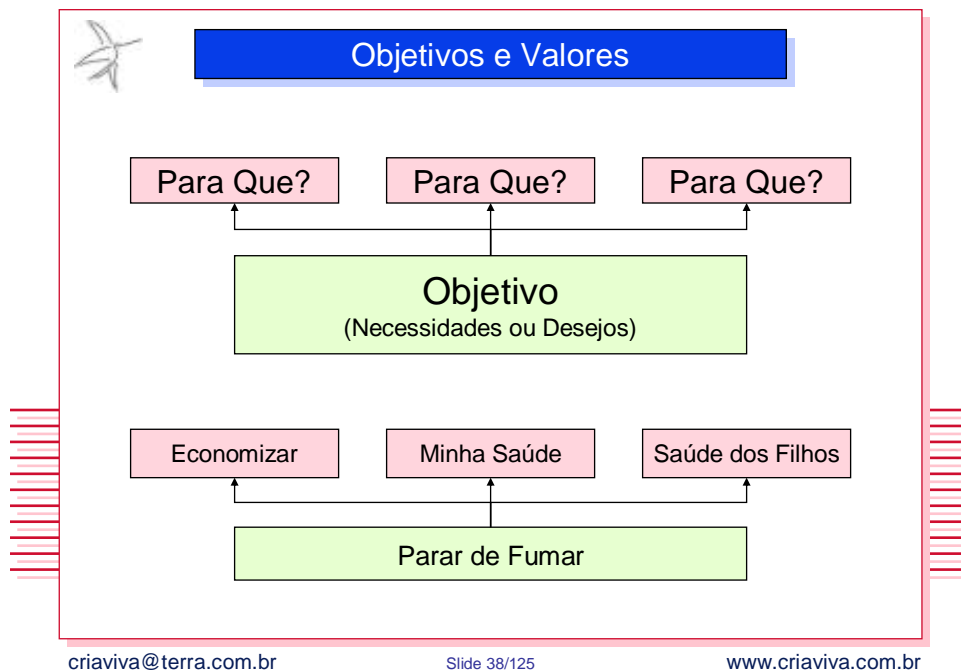 Objetivos e Valores
Para Que?
Para Que?
Para Que?
Objetivo
(Necessidades ou Desejos)
Economizar
Minha Saúde
Saúde dos Filhos
Parar de Fumar
criaviva@terra.com.br
Slide 38/125
www.criaviva.com.br